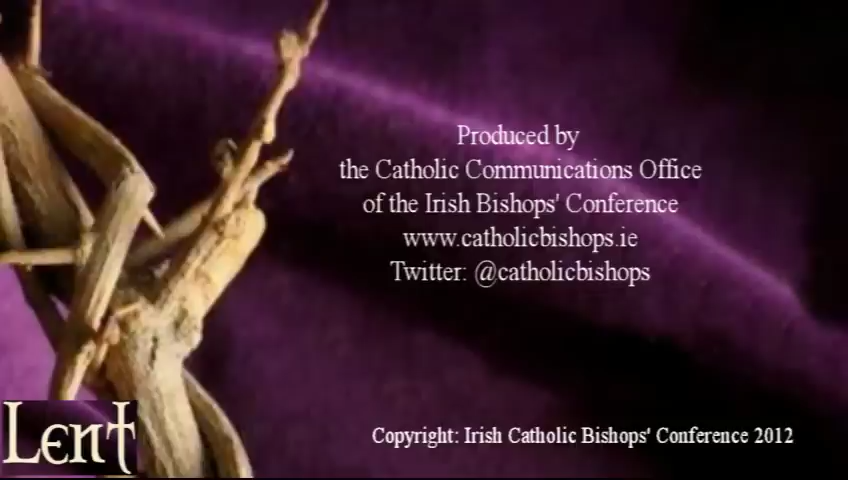 Produced by
the Catholic Communications Office
of the Irish Bishops' Conference
www.catholicbishops.ie
Twitter: @catholicbishops
Lent
Copyright: Irish Catholic Bishops' Conference 2012